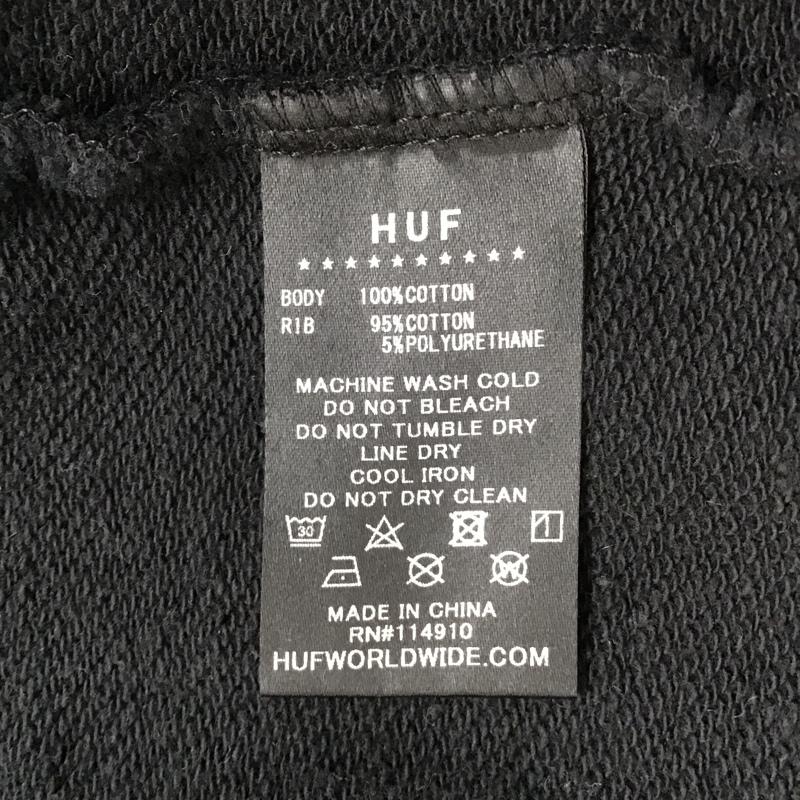 HUF
BODY 100%COTTON
RIB 95%COTTON
5%POLYURETHANE
MACHINE WASH COLD
DO NOT BLEACH
DO NOT TUMBLE DRY
LINE DRY
COOL IRON
DO NOT DRY CLEAN
30
W
MADE IN CHINA
RN#114910
HUFWORLDWIDE.COM